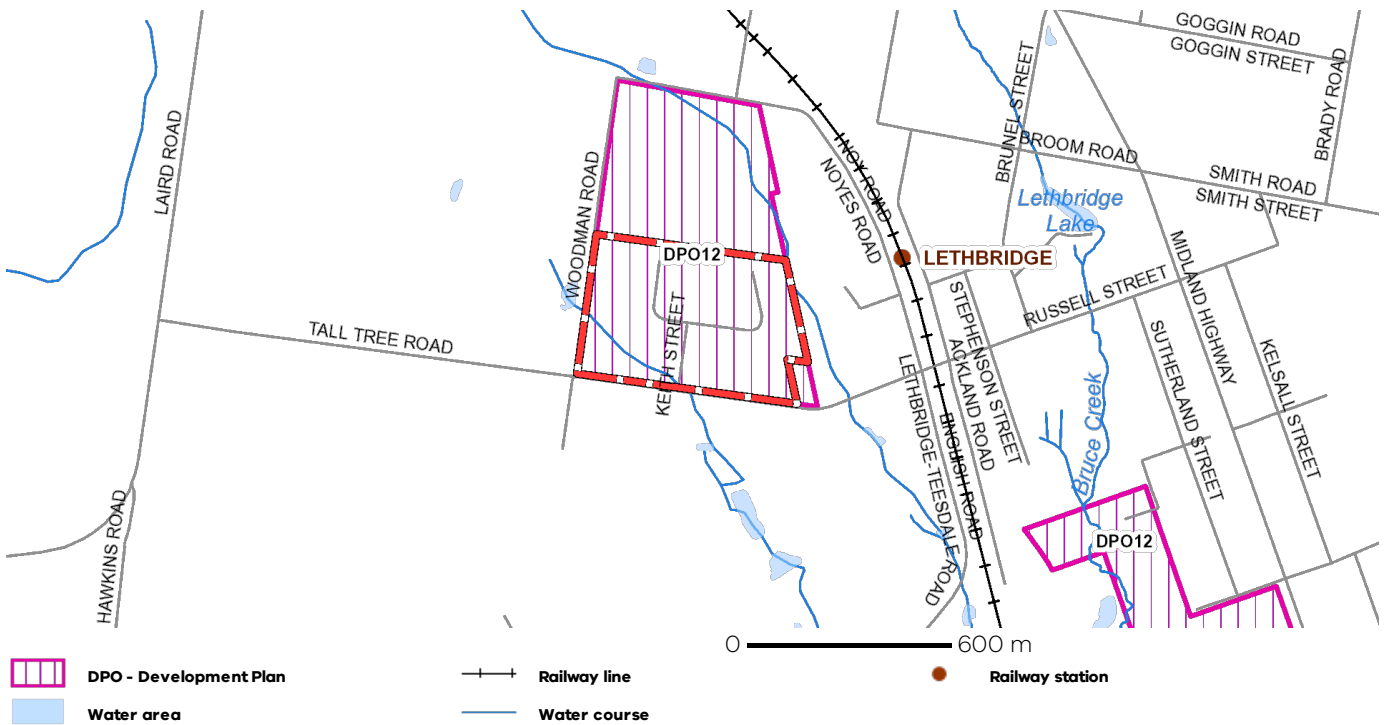 GOGGIN ROAD
GOGGIN STREET
BRADY ROAD
BRUNEL STREET
BROOM ROAD
SMITH ROAD
SMITH STREET
LAIRD ROAD
WOODMAN ROAD
NOY ROAD
NOYES ROAD
Lethbridge
Lake
DPO12
LETHBRIDGE
MIDLAND HIGHWAY
RUSSELL STREET
STEPHENSON STREET
ACKLAND ROAD
TALL TREE ROAD
KEITH STREET
SUTHERLAND STREET
KELSALL STREET
LETHBRIDGE-TEESDALE ROAD
ENGLISH ROAD
Bruce Creek
HAWKINS ROAD
DPO12
0 600 m
DPO - Development Plan
Railway line
Railway station
Water area
Water course